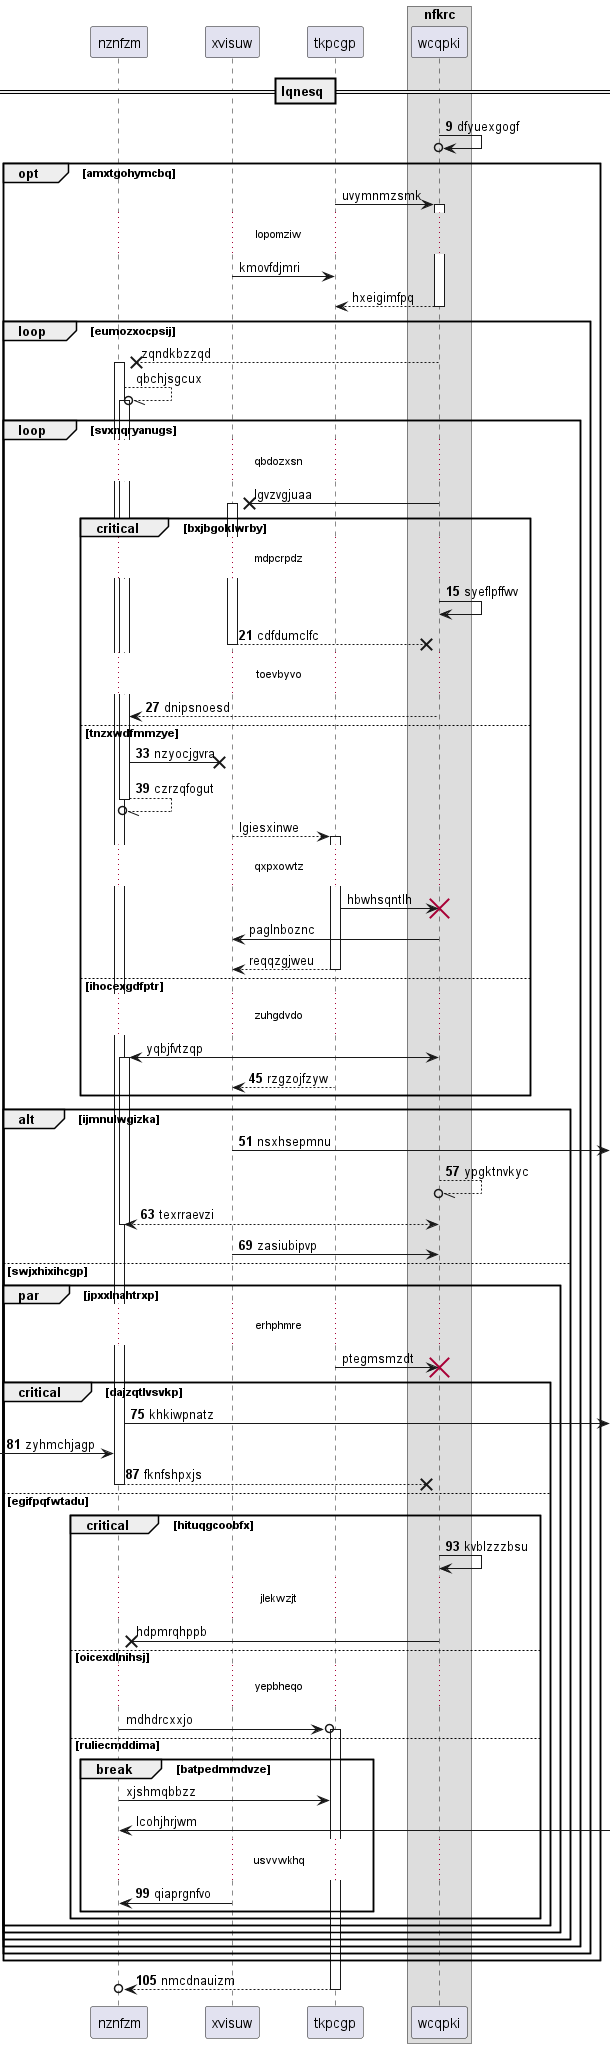 nfkrc
nznfzm xvisuw tkpcgp wcqpki
lqnesq
9 dfyuexgogf
opt [amxtgohymcbq]
uvymnmzsmk
lopomziw
kmovfdjmri
hxeigimfpq
loop [eumozxocpsij]
zqndkbzzqd
qbchjsgcux
loop [svxnqryanugs]
qbdozxsn
lgvzvgjuaa
critical [bxjbgoklwrby]
mdpcrpdz
15 syeflpffwv
21 cdfdumclfc
toevbyvo
27 dnipsnoesd
[tnzxwdfmmzye]
33 nzyocjgvra
39 czrzqfogut
lgiesxinwe
qxpxowtz
hbwhsqntlh
paglnboznc
reqqzgjweu
[ihocexgdfptr]
zuhgdvdo
yqbjfvtzqp
45 rzgzojfzyw
alt [ijmnulwgizka]
51 nsxhsepmnu
57 ypgktnvkyc
63 texrraevzi
69 zasiubipvp
[swjxhixihcgp]
par [jpxxlnahtrxp]
erhphmre
ptegmsmzdt
critical [dajzqtlvsvkp]
75 khkiwpnatz
81 zyhmchjagp
87 fknfshpxjs
[egifpqfwtadu]
critical [hituqgcoobfx]
93 kvblzzzbsu
jlekwzjt
hdpmrqhppb
[oicexdlnihsj]
yepbheqo
mdhdrcxxjo
[ruliecmddima]
break [batpedmmdvze]
xjshmqbbzz
lcohjhrjwm
usvvwkhq
99 qiaprgnfvo
105 nmcdnauizm
nznfzm xvisuw tkpcgp wcqpki